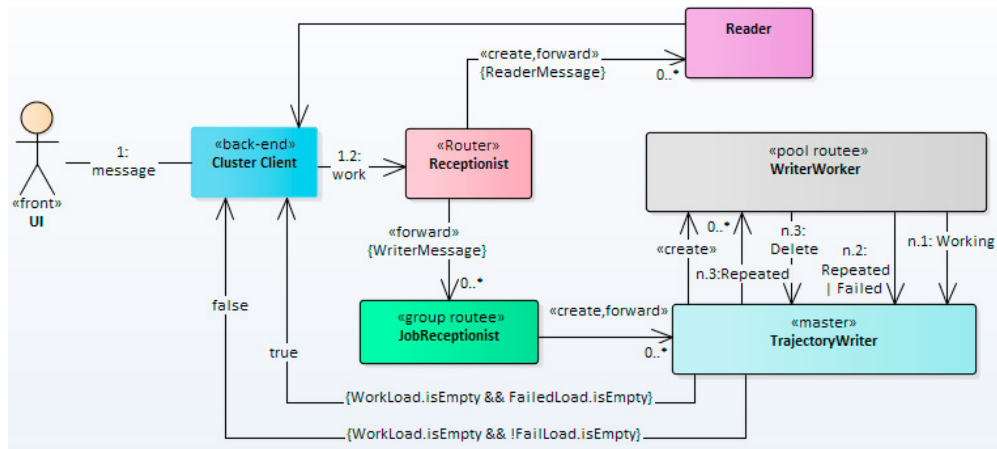 Reader
«create,forward»
{ReaderMessage}
0..*
1:
message
«front»
UI
«back-end»
Cluster Client
1.2:
work
«Router»
Receptionist
«pool routee»
WriterWorker
«forward»
{WriterMessage}
0..*
0..*
«create»
n.3:Repeated
n.3:
Delete
n.2:
Repeated
| Failed
n.1: Working
false
true
«group routee»
JobReceptionist
«create,forward»
0..*
«master»
TrajectoryWriter
{WorkLoad.isEmpty && FailedLoad.isEmpty}
{WorkLoad.isEmpty && !FailLoad.isEmpty}